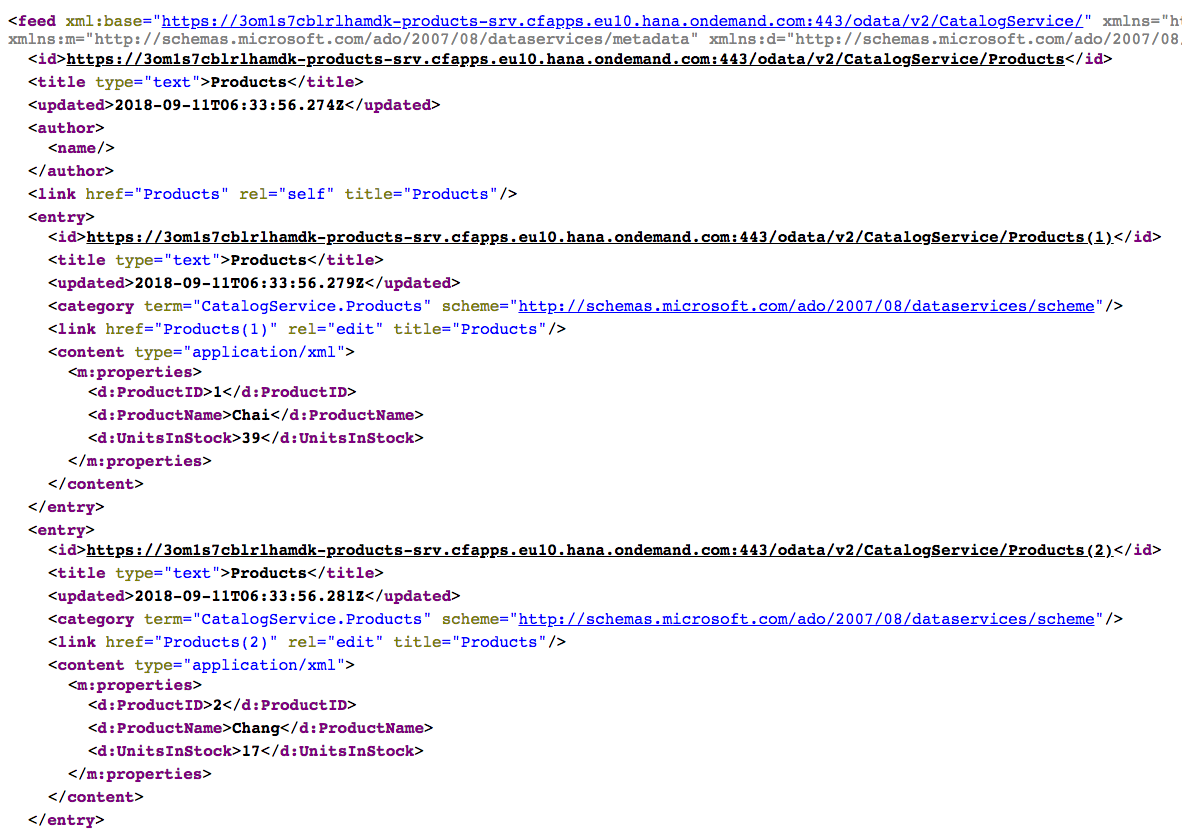 <feed xml:base="https://3om1s7cblrlhamdk-products-srv.cfapps.eu10.hana.ondemand.com:443/odata/v2/CatalogService/" xmlns="ht
xmlns:m="http://schemas.microsoft.com/ado/2007/08/dataservices/metadata" xmlns:d="http://schemas.microsoft.com/ado/2007/08/
<id>https://3om1s7cblrlhamdk-products-srv.cfapps.eu10.hana.ondemand.com:443/odata/v2/CatalogService/Products</id>
<title type="text">Products</title>
<updated>2018-09-11T06:33:56.274Z</updated>
<author>
<name/>
</author>
<link href="Products" rel="self" title="Products"/>
<entry>
<id>https://3om1s7cblrlhamdk-products-srv.cfapps.eu10.hana.ondemand.com:443/odata/v2/CatalogService/Products(1)</id>
<title type="text">Products</title>
<updated>2018-09-11T06:33:56.279Z</updated>
<category term="CatalogService.Products" scheme="http://schemas.microsoft.com/ado/2007/08/dataservices/scheme"/>
<link href="Products(1)" rel="edit" title="Products"/>
<content type="application/xml">
<m:properties>
<d:ProductID>1</d:ProductID>
<d:ProductName>Chai</d:ProductName>
<d:UnitsInStock>39</d:UnitsInStock>
</m:properties>
</content>
</entry>
<entry>
<id>https://3om1s7cblrlhamdk-products-srv.cfapps.eu10.hana.ondemand.com:443/odata/v2/CatalogService/Products(2)</id>
<title type="text">Products</title>
<updated>2018-09-11T06:33:56.281Z</updated>
<category term="CatalogService.Products" scheme="http://schemas.microsoft.com/ado/2007/08/dataservices/scheme"/>
<link href="Products(2)" rel="edit" title="Products"/>
<content type="application/xml">
<m:properties>
<d:ProductID>2</d:ProductID>
<d:ProductName>Chang</d:ProductName>
<d:UnitsInStock>17</d:UnitsInStock>
</m:properties>
</content>
</entry>